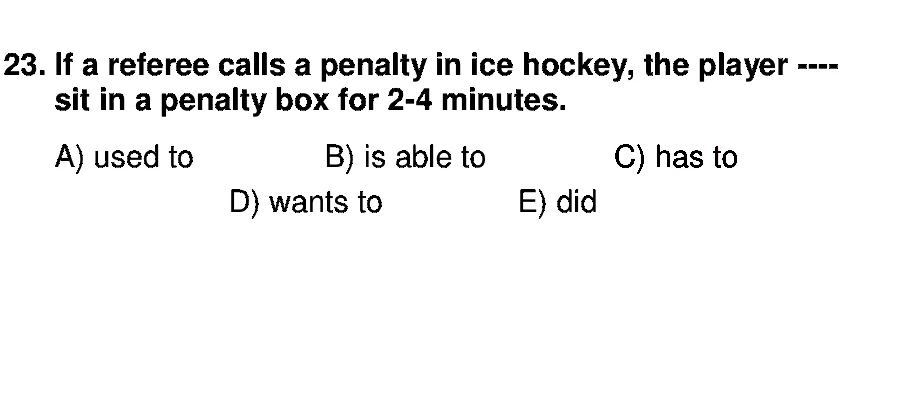 23. If a referee calls a penalty in ice hockey, the player ----
sit in a penalty box for 2-4 minutes.
A) used to B) is able to C) has to
D) wants to E) did